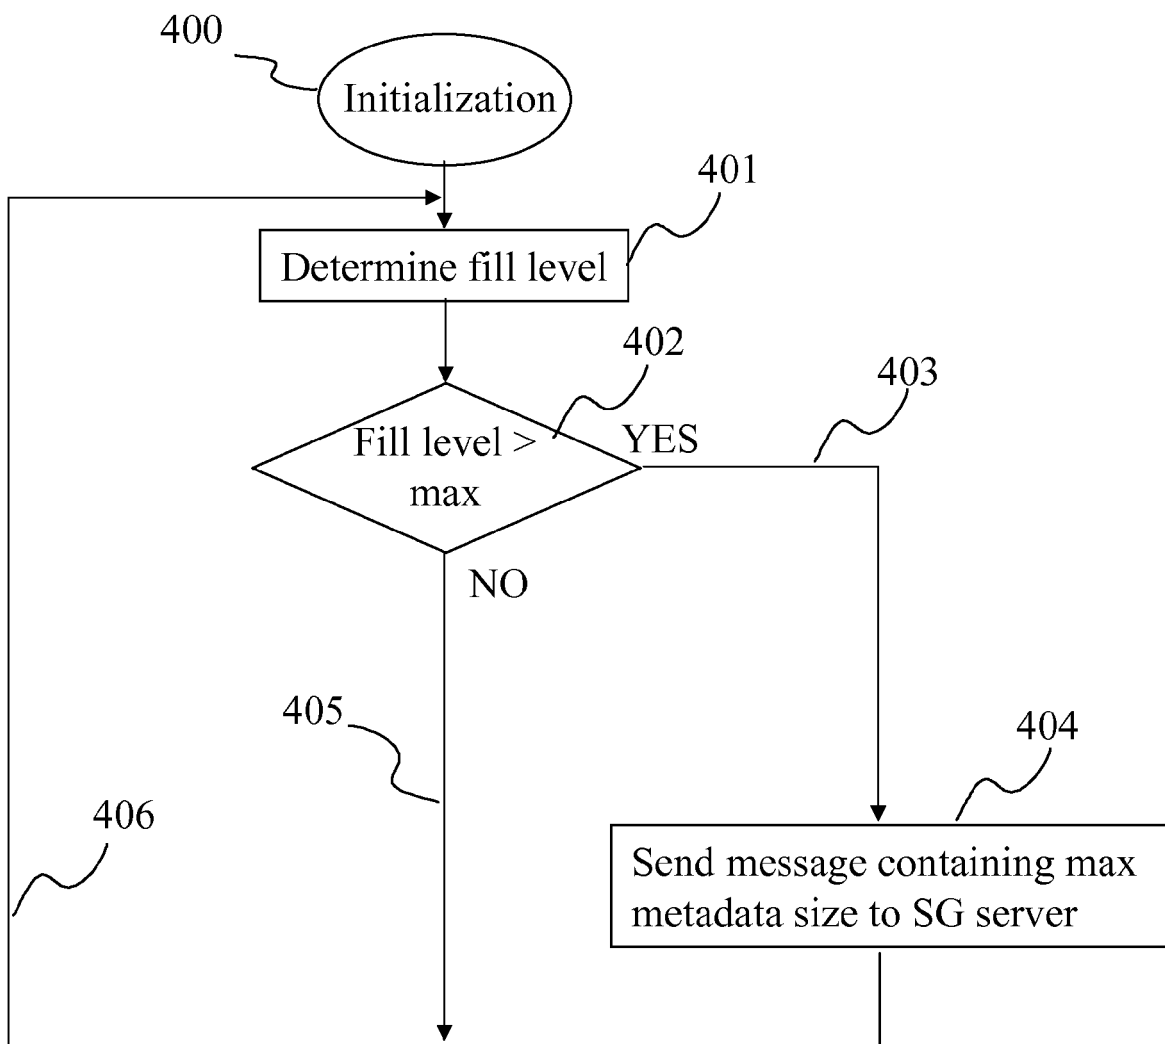 400
Initialization
401
Determine fill level
402
403
Fill level >
max
YES
NO
405
404
406
Send message containing max
metadata size to SG server